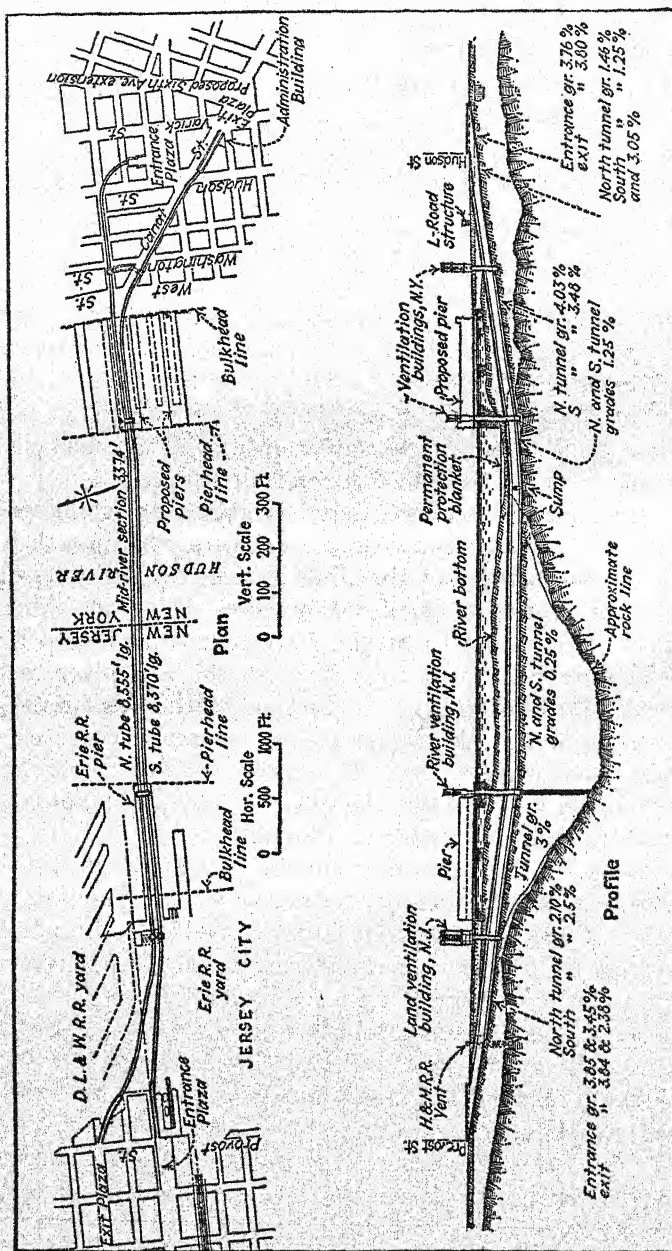 Proposed Sixth Ave. extension
Administration
Building
Exit
Plaza
Varick
St.
Entrance
Plaza
St.
Canal
St.
Hudson
Washington
St.
West
St.
Bulkhead
line
Proposed
piers
Pierhead
line
Mid-river section 3374'
HUDSON
RIVER
NEW
YORK
NEW
JERSEY
N. tube 8,555' lg.
S. tube 8,370' lg.
Erie R.R.
pier
Pierhead
line
Bulkhead
line
D.L. & W. R.R. yard
Erie R.R.
yard
JERSEY CITY
Entrance
Plaza
Exit Plaza
St.
Provost
Plan
Hor. Scale
0 500 1000 Ft.
Vert. Scale
0 100 200 300 Ft.
Provost St.
H.& M.R.R.
Vent
Land ventilation
building, N.J.
Pier
River ventilation
building, N.J.
River bottom
Permanent
protection
blanket
Ventilation
buildings, N.Y.
Proposed pier
L-Road
structure
Hudson
St.
Entrance gr. 3.85 & 3.45%
exit " 3.84 & 2.38%
North tunnel gr. 2.10%
South " " 2.5%
Tunnel gr.
3%
N. and S. tunnel
grades 0.25%
Approximate
rock line
Sump
N. and S. tunnel
grades 1.25%
N. tunnel gr. 4.03%
S " " 3.48%
North tunnel gr. 1.46%
South " " 1.25%
and 3.05%
Entrance gr. 3.76%
exit " 3.80%
Profile